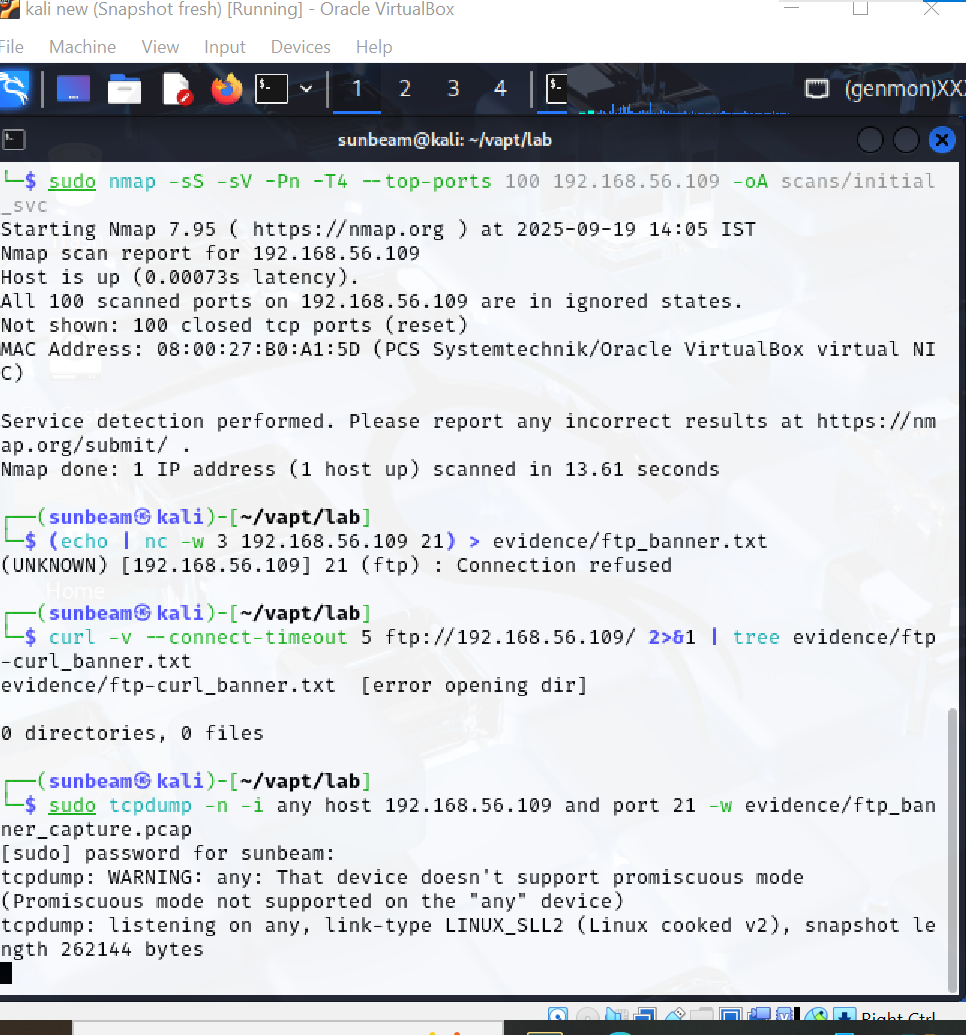 kali new (Snapshot fresh) [Running] - Oracle VirtualBox
File Machine View Input Devices Help
1 2 3 4 (genmon)XXX
sunbeam@kali: ~/vapt/lab
└─$ sudo nmap -sS -sV -Pn -T4 --top-ports 100 192.168.56.109 -oA scans/initial
_svc
Starting Nmap 7.95 ( https://nmap.org ) at 2025-09-19 14:05 IST
Nmap scan report for 192.168.56.109
Host is up (0.00073s latency).
All 100 scanned ports on 192.168.56.109 are in ignored states.
Not shown: 100 closed tcp ports (reset)
MAC Address: 08:00:27:B0:A1:5D (PCS Systemtechnik/Oracle VirtualBox virtual NI
C)
Service detection performed. Please report any incorrect results at https://nm
ap.org/submit/ .
Nmap done: 1 IP address (1 host up) scanned in 13.61 seconds
┌──(sunbeam㉿kali)-[~/vapt/lab]
└─$ (echo | nc -w 3 192.168.56.109 21) > evidence/ftp_banner.txt
(UNKNOWN) [192.168.56.109] 21 (ftp) : Connection refused
Home
┌──(sunbeam㉿kali)-[~/vapt/lab]
└─$ curl -v --connect-timeout 5 ftp://192.168.56.109/ 2>&1 | tree evidence/ftp
-curl_banner.txt
evidence/ftp-curl_banner.txt  [error opening dir]
0 directories, 0 files
┌──(sunbeam㉿kali)-[~/vapt/lab]
└─$ sudo tcpdump -n -i any host 192.168.56.109 and port 21 -w evidence/ftp_ban
ner_capture.pcap
[sudo] password for sunbeam:
tcpdump: WARNING: any: That device doesn't support promiscuous mode
(Promiscuous mode not supported on the "any" device)
tcpdump: listening on any, link-type LINUX_SLL2 (Linux cooked v2), snapshot le
ngth 262144 bytes
Right Ctrl